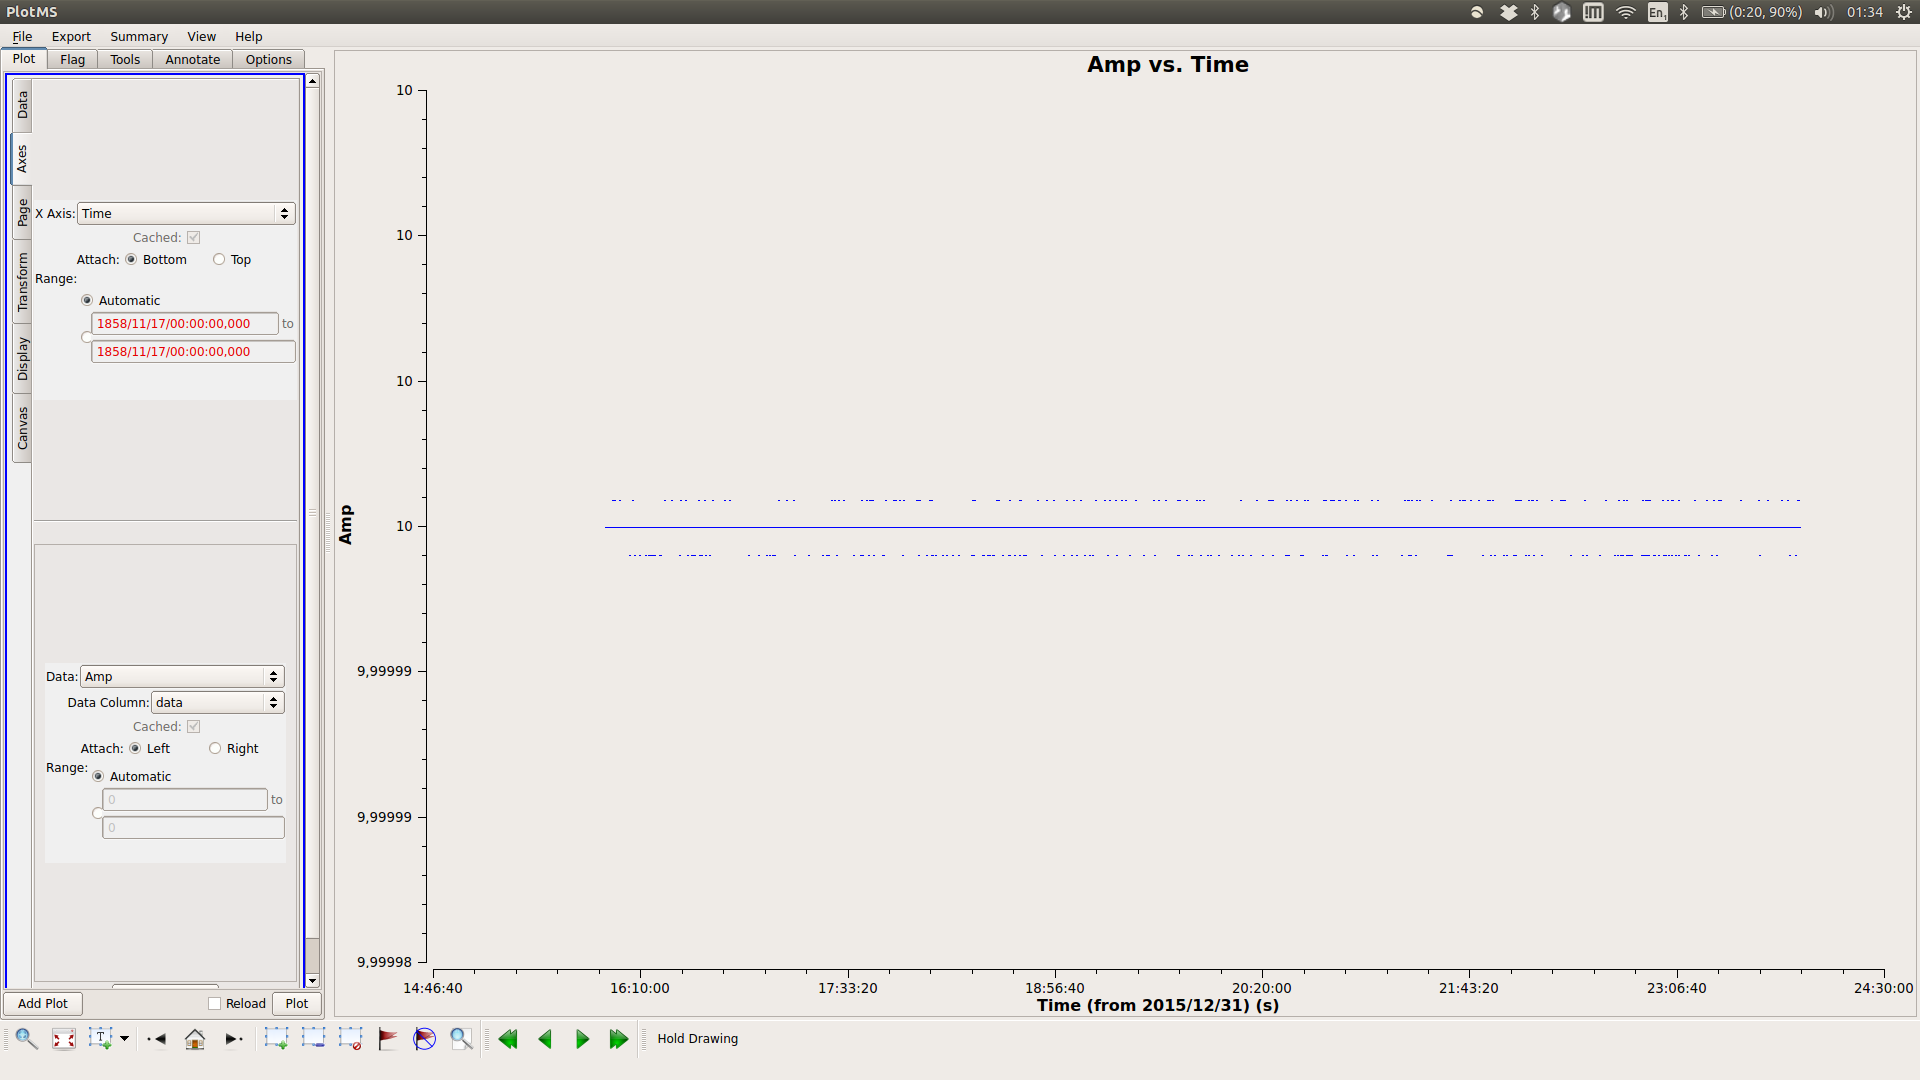 PlotMS
En1
(0:20, 90%)
01:34
File Export Summary View Help
Plot Flag Tools Annotate Options
Data
Axes
Page
Transform
Display
Canvas
X Axis: Time
Cached:
Attach: Bottom Top
Range:
Automatic
1858/11/17/00:00:00,000 to
1858/11/17/00:00:00,000
Data: Amp
Data Column: data
Cached:
Attach: Left Right
Range:
Automatic
0 to
0
Add Plot Reload Plot
Amp vs. Time
10
10
10
10
9,99999
9,99999
9,99998
Amp
14:46:40 16:10:00 17:33:20 18:56:40 20:20:00 21:43:20 23:06:40 24:30:00
Time (from 2015/12/31) (s)
T
Hold Drawing